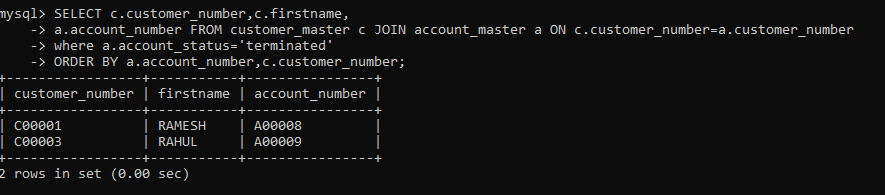 mysql> SELECT c.customer_number,c.firstname,
    -> a.account_number FROM customer_master c JOIN account_master a ON c.customer_number=a.customer_number
    -> where a.account_status='terminated'
    -> ORDER BY a.account_number,c.customer_number;
+-----------------+-----------+----------------+
| customer_number | firstname | account_number |
+-----------------+-----------+----------------+
| C00001          | RAMESH    | A00008         |
| C00003          | RAHUL     | A00009         |
+-----------------+-----------+----------------+
2 rows in set (0.00 sec)